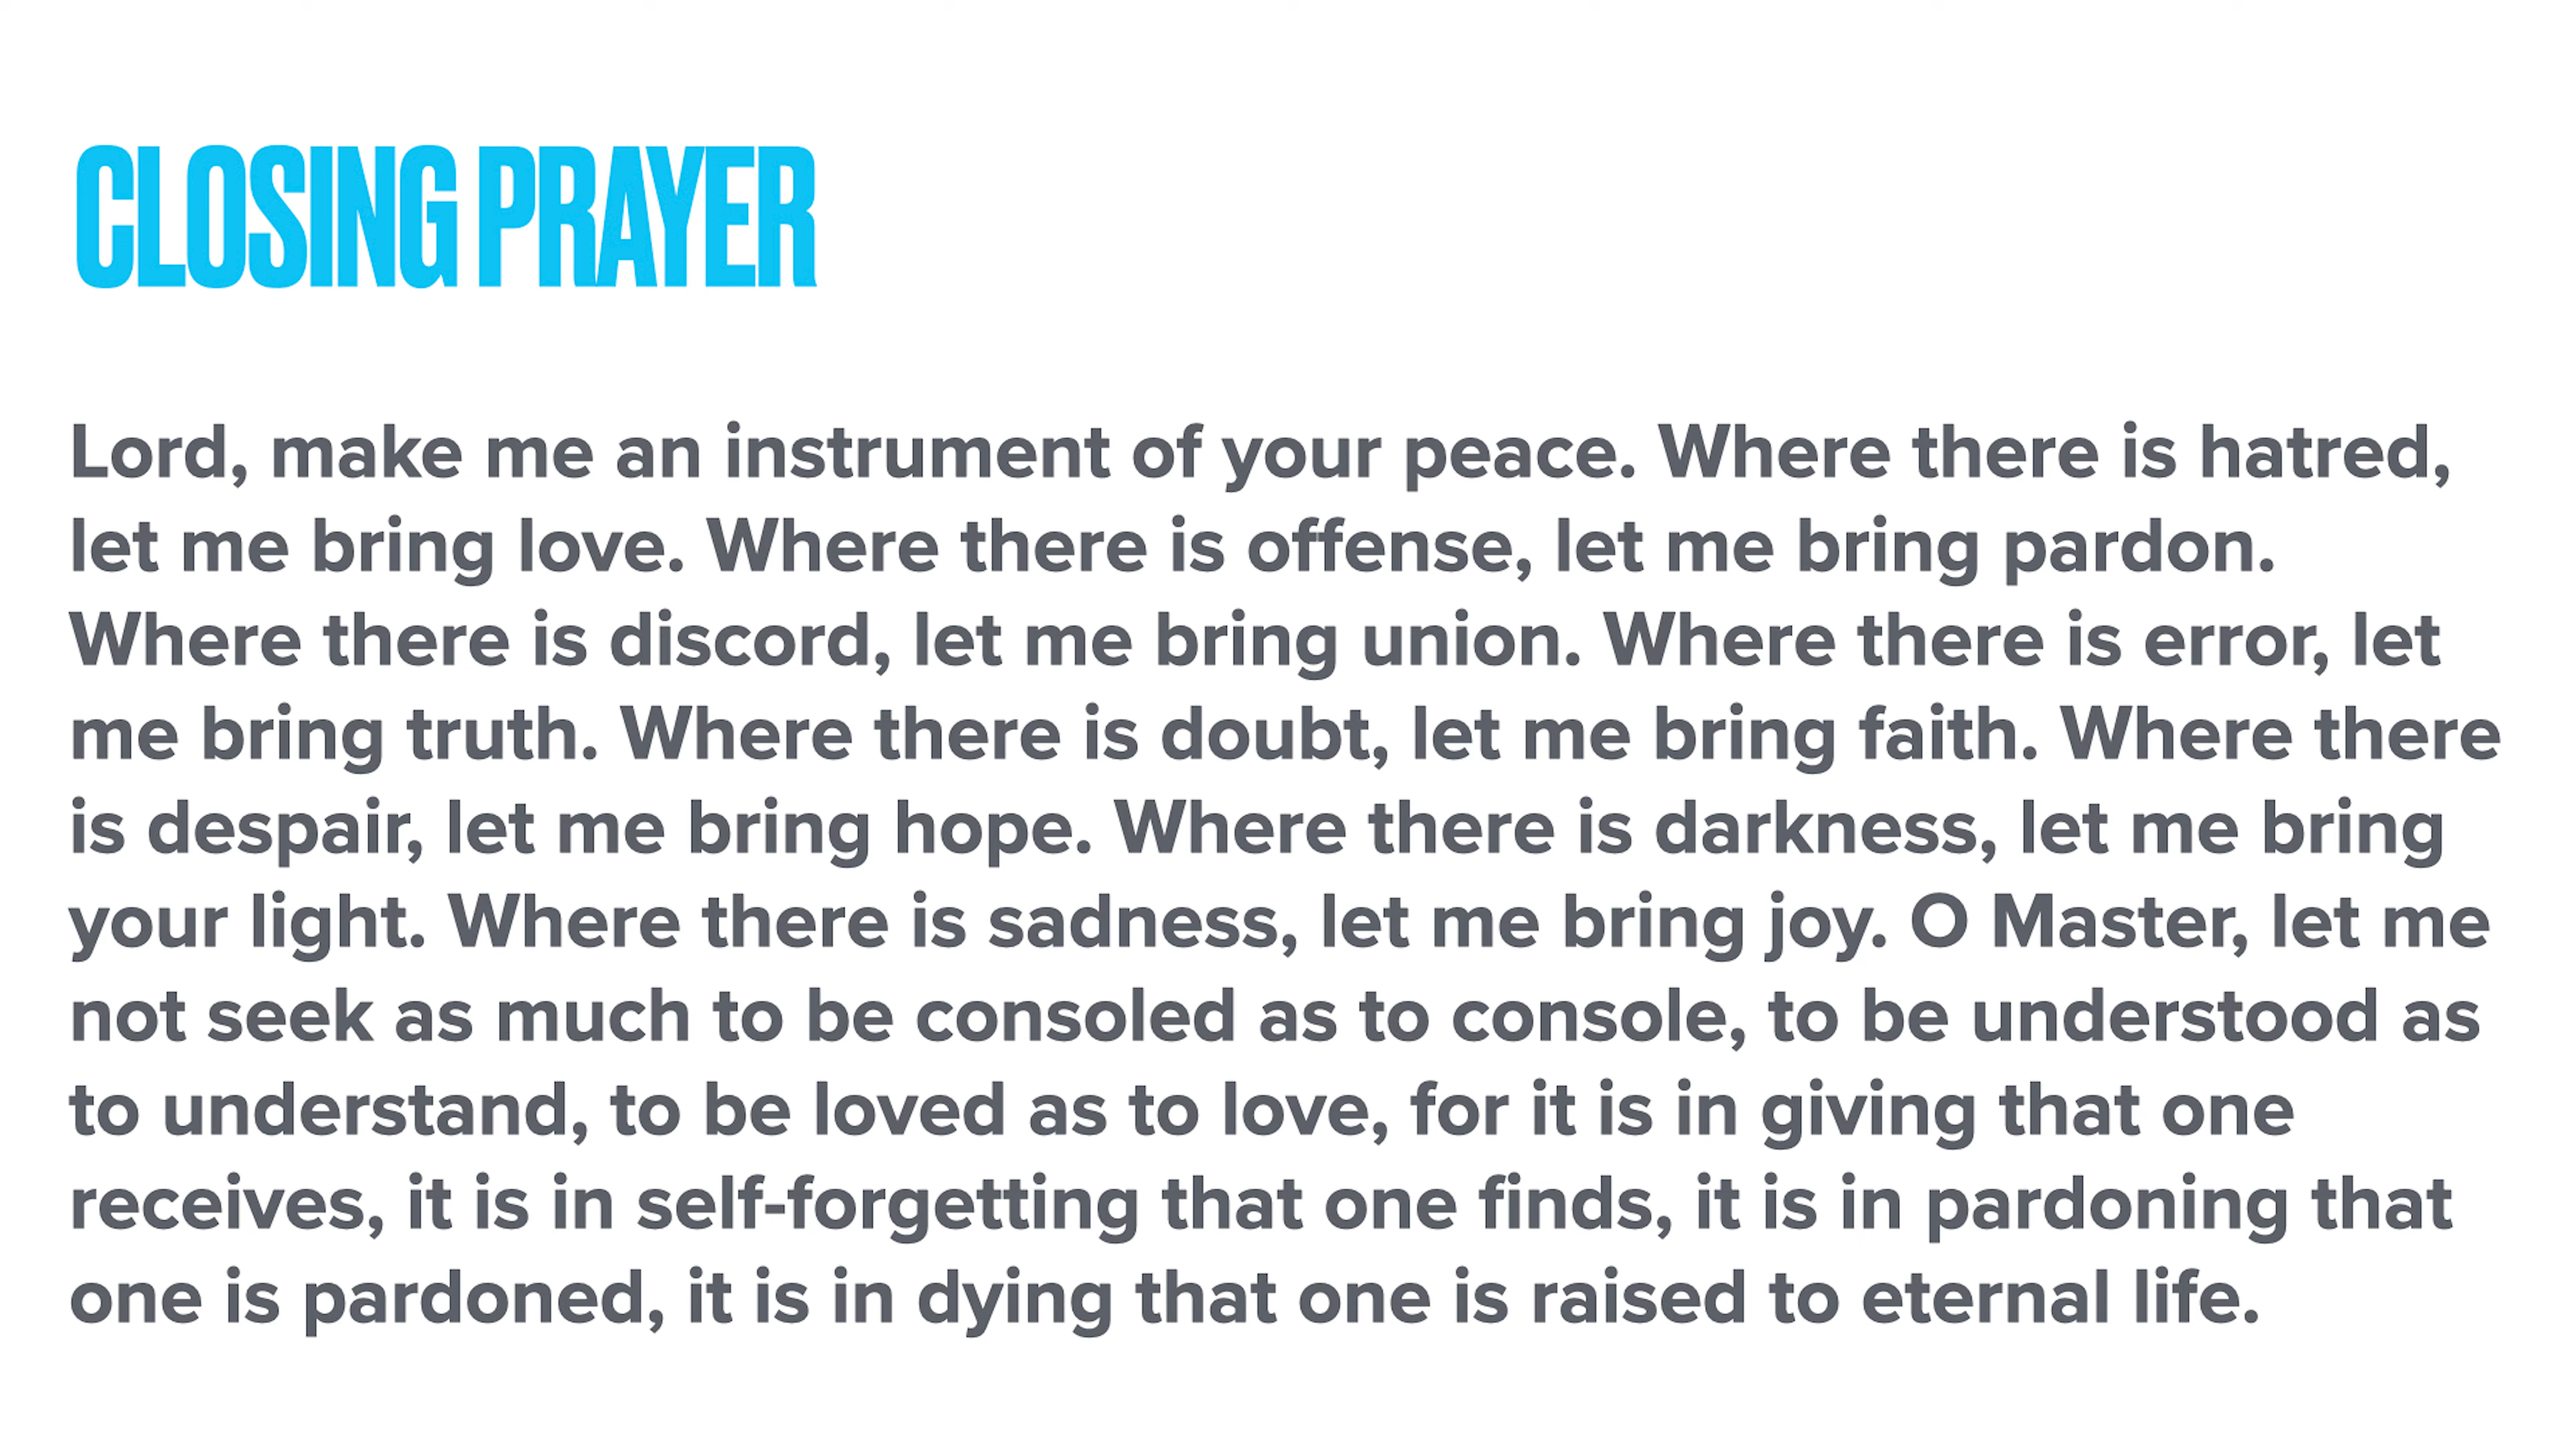 CLOSING PRAYER
Lord, make me an instrument of your peace. Where there is hatred,
let me bring love. Where there is offense, let me bring pardon.
Where there is discord, let me bring union. Where there is error, let
me bring truth. Where there is doubt, let me bring faith. Where there
is despair, let me bring hope. Where there is darkness, let me bring
your light. Where there is sadness, let me bring joy. O Master, let me
not seek as much to be consoled as to console, to be understood as
to understand, to be loved as to love, for it is in giving that one
receives, it is in self-forgetting that one finds, it is in pardoning that
one is pardoned, it is in dying that one is raised to eternal life.